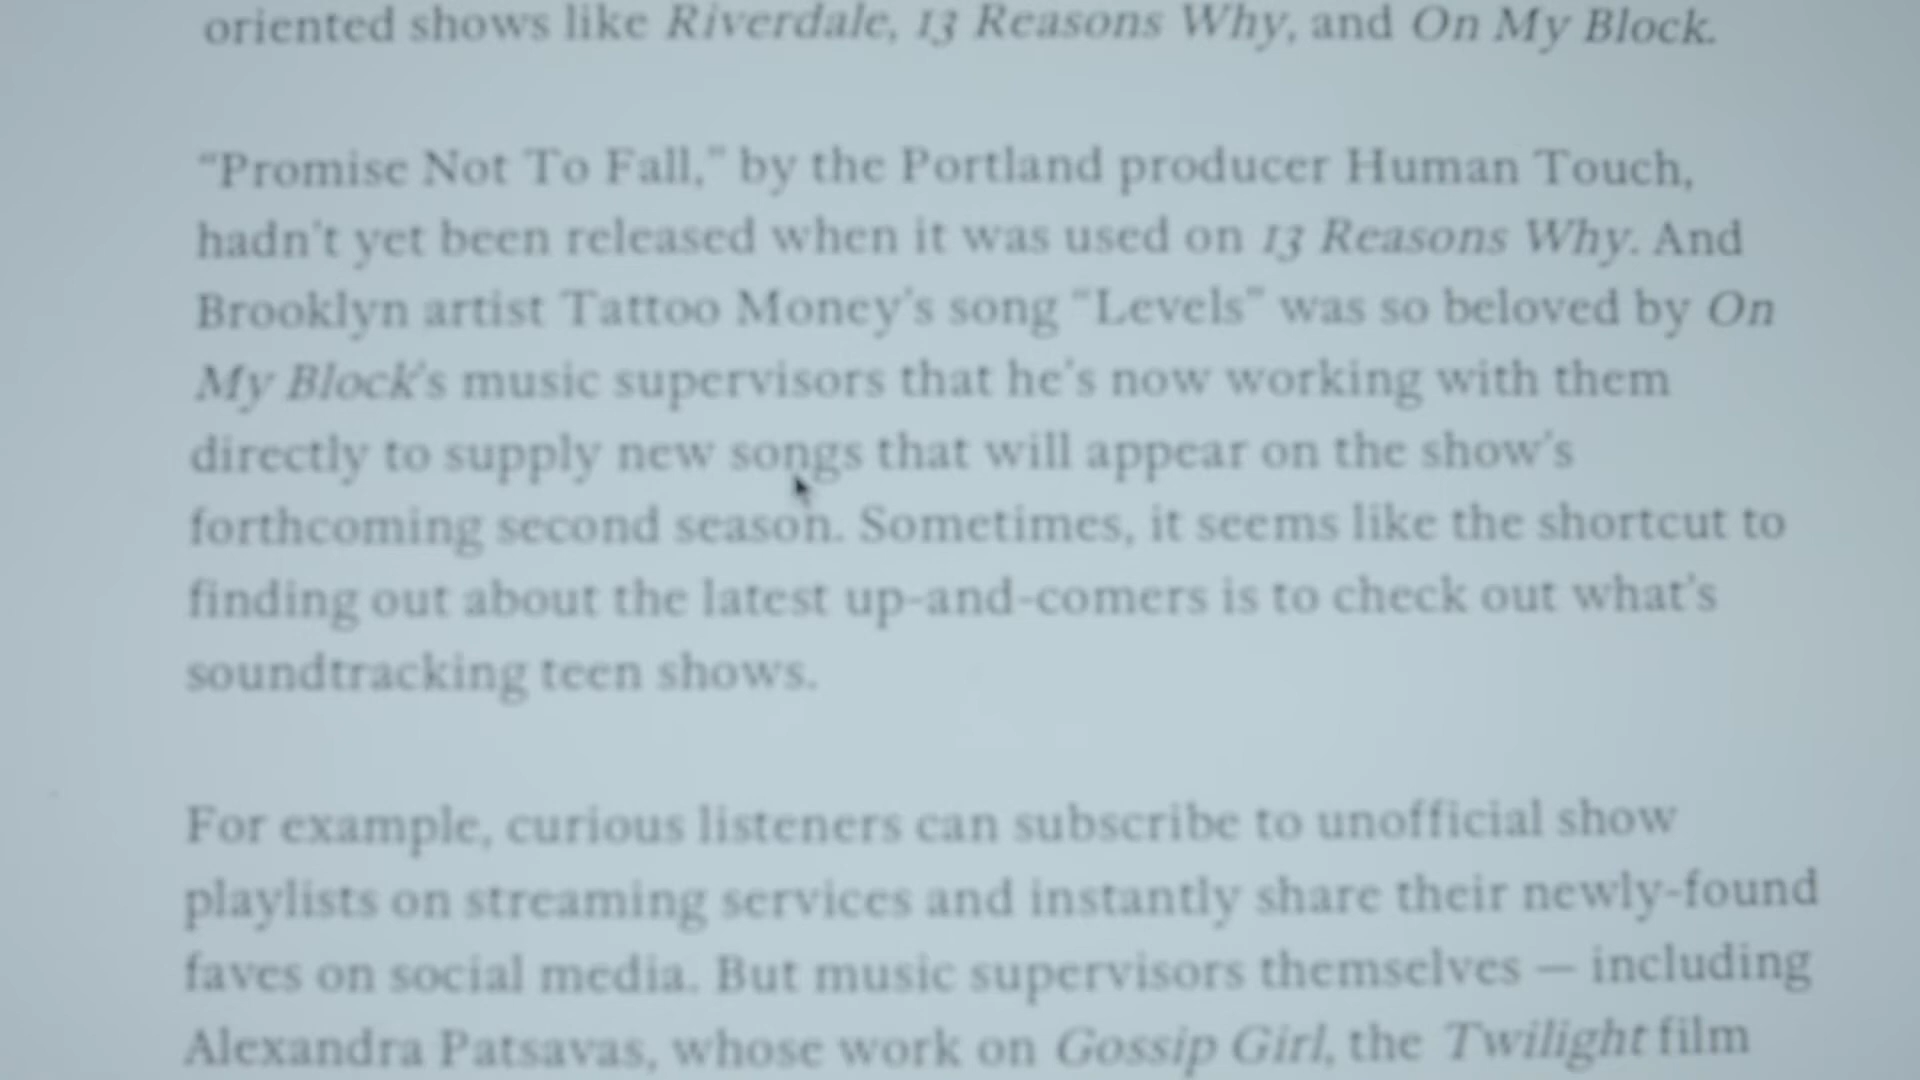 oriented shows like Riverdale, 13 Reasons Why, and On My Block.
“Promise Not To Fall,” by the Portland producer Human Touch,
hadn't yet been released when it was used on 13 Reasons Why. And
Brooklyn artist Tattoo Money’s song “Levels” was so beloved by On
My Block’s music supervisors that he’s now working with them
directly to supply new songs that will appear on the show’s
forthcoming second season. Sometimes, it seems like the shortcut to
finding out about the latest up-and-comers is to check out what’s
soundtracking teen shows.
For example, curious listeners can subscribe to unofficial show
playlists on streaming services and instantly share their newly-found
faves on social media. But music supervisors themselves — including
Alexandra Patsavas, whose work on Gossip Girl, the Twilight film